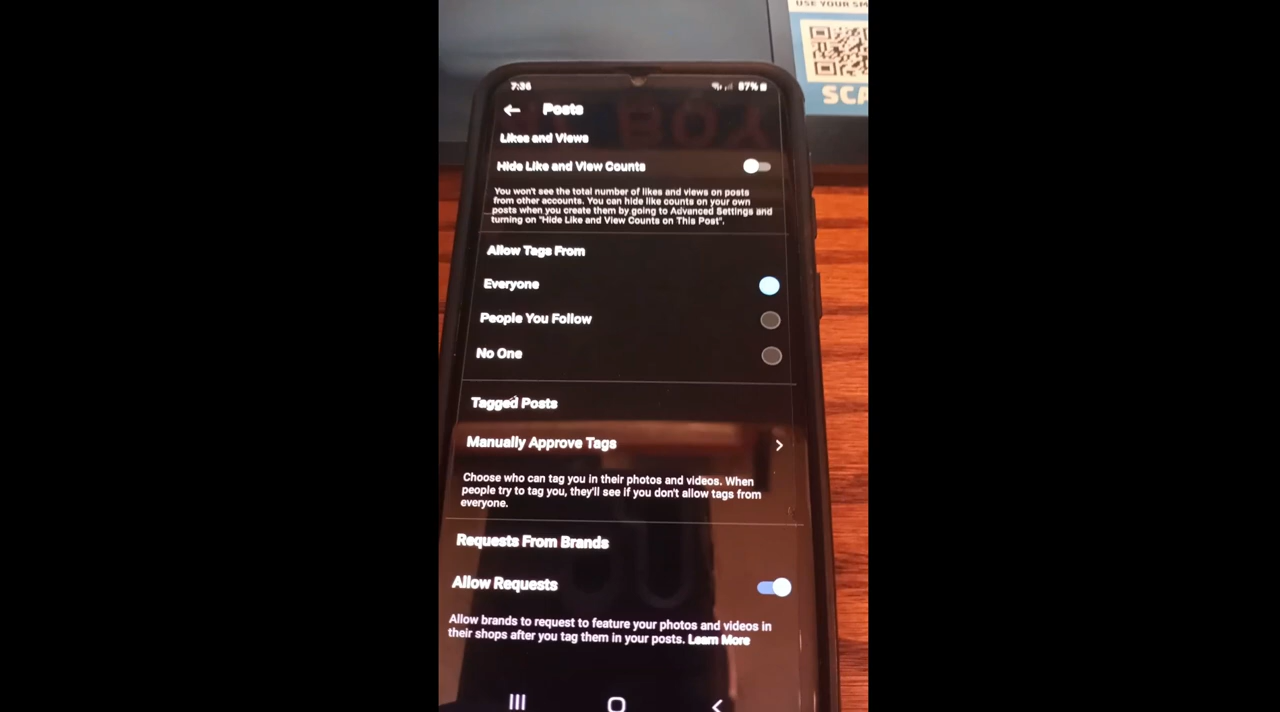 USE YOUR SM
SCA
7:36
87%
Posts
BOY
Likes and Views
Hide Like and View Counts
You won't see the total number of likes and views on posts
from other accounts. You can hide like counts on your own
posts when you create them by going to Advanced Settings and
turning on "Hide Like and View Counts on This Post".
Allow Tags From
Everyone
People You Follow
No One
Tagged Posts
Manually Approve Tags
Choose who can tag you in their photos and videos. When
people try to tag you, they'll see if you don't allow tags from
everyone.
Requests From Brands
Allow Requests
Allow brands to request to feature your photos and videos in
their shops after you tag them in your posts. Learn More